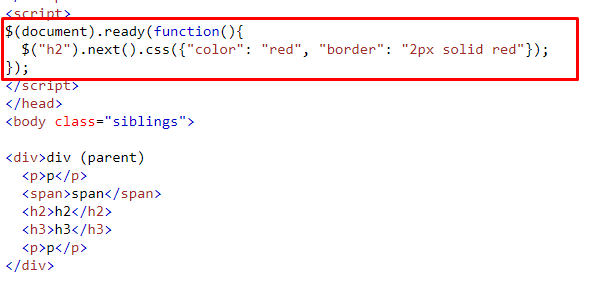 <script>
$(document).ready(function(){
  $("h2").next().css({"color": "red", "border": "2px solid red"});
});
</script>
</head>
<body class="siblings">

<div>div (parent)
  <p>p</p>
  <span>span</span>
  <h2>h2</h2>
  <h3>h3</h3>
  <p>p</p>
</div>